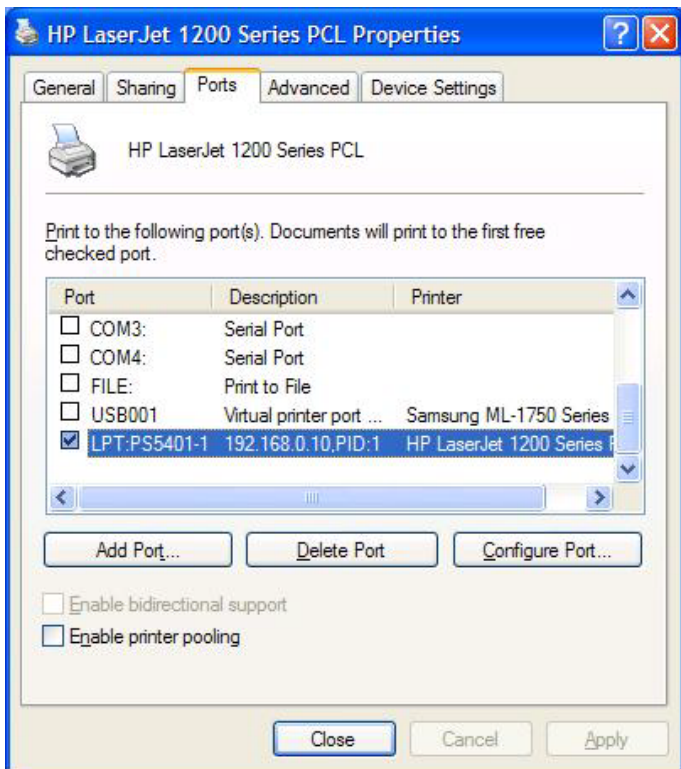 HP LaserJet 1200 Series PCL Properties
General Sharing Ports Advanced Device Settings
HP LaserJet 1200 Series PCL
Print to the following port(s). Documents will print to the first free
checked port.
Port Description Printer
COM3: Serial Port
COM4: Serial Port
FILE: Print to File
USB001 Virtual printer port ... Samsung ML-1750 Series
LPT:PS5401-1 192.168.0.10,PID:1 HP LaserJet 1200 Series
Add Port... Delete Port Configure Port...
Enable bidirectional support
Enable printer pooling
Close Cancel Apply